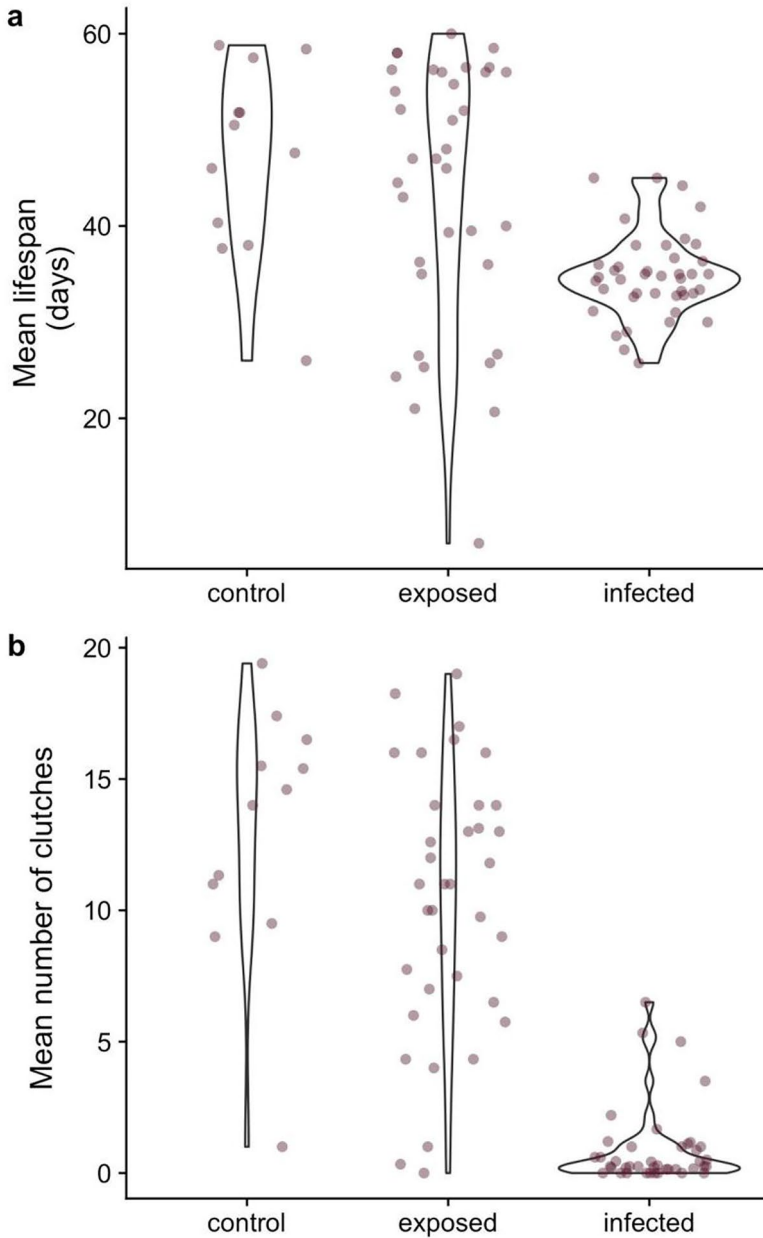 a
Mean lifespan
(days)
60
40
20
control exposed infected
b
Mean number of clutches
20
15
10
5
0
control exposed infected